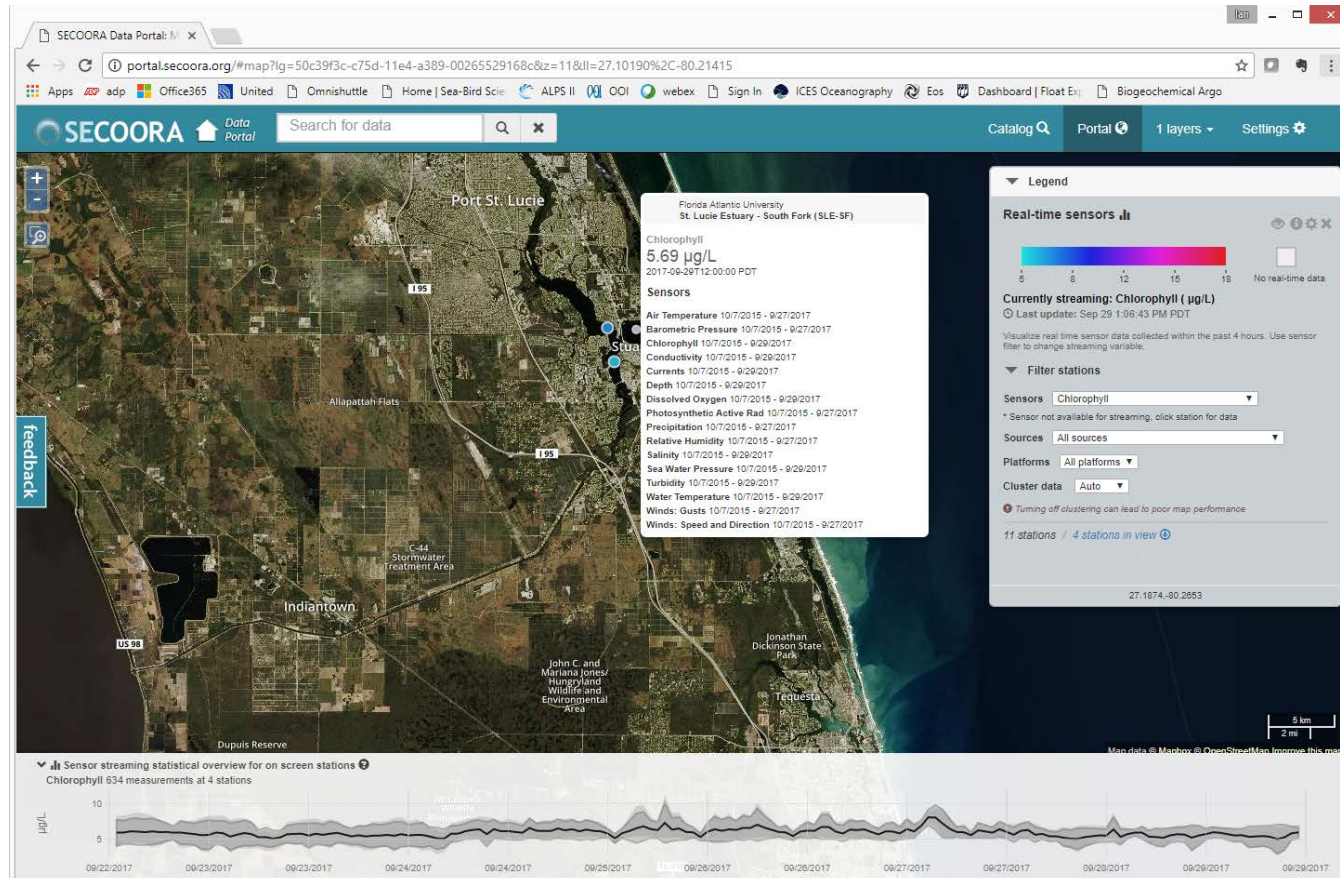 Ian
SECOORA Data Portal: M
portal.secoora.org/#map?lg=50c39f3c-c75d-11e4-a389-00265529168c&z=11&ll=27.10190%2C-80.21415
Apps adp Office365 United Omnishuttle Home | Sea-Bird Scie ALPS II OOI webex Sign In ICES Oceanography Eos Dashboard | Float Exp Biogeochemical Argo
SECOORA Data Portal Search for data Catalog Portal 1 layers Settings
+
-
Port St. Lucie
I 95
Stua
Allapattah Flats
I 95
C-44
Stormwater
Treatment Area
Indiantown
US 98
John C. and
Mariana Jones/
Hungryland
Wildlife and
Environmental
Area
Jonathan
Dickinson State
Park
Tequesta
Dupuis Reserve
feedback
Florida Atlantic University
St. Lucie Estuary - South Fork (SLE-SF)
Chlorophyll
5.69 µg/L
2017-09-29T12:00:00 PDT
Sensors
Air Temperature 10/7/2015 - 9/27/2017
Barometric Pressure 10/7/2015 - 9/27/2017
Chlorophyll 10/7/2015 - 9/29/2017
Conductivity 10/7/2015 - 9/29/2017
Currents 10/7/2015 - 9/29/2017
Depth 10/7/2015 - 9/29/2017
Dissolved Oxygen 10/7/2015 - 9/29/2017
Photosynthetic Active Rad 10/7/2015 - 9/27/2017
Precipitation 10/7/2015 - 9/27/2017
Relative Humidity 10/7/2015 - 9/27/2017
Salinity 10/7/2015 - 9/29/2017
Sea Water Pressure 10/7/2015 - 9/29/2017
Turbidity 10/7/2015 - 9/29/2017
Water Temperature 10/7/2015 - 9/29/2017
Winds: Gusts 10/7/2015 - 9/27/2017
Winds: Speed and Direction 10/7/2015 - 9/27/2017
Legend
Real-time sensors
5 8 12 15 18 No real-time data
Currently streaming: Chlorophyll ( µg/L)
Last update: Sep 29 1:06:43 PM PDT
Visualize real time sensor data collected within the past 4 hours. Use sensor
filter to change streaming variable.
Filter stations
Sensors Chlorophyll
* Sensor not available for streaming, click station for data
Sources All sources
Platforms All platforms
Cluster data Auto
Turning off clustering can lead to poor map performance
11 stations / 4 stations in view
27.1874,-80.2653
5 km
2 mi
Map data © Mapbox © OpenStreetMap Improve this map
Sensor streaming statistical overview for on screen stations
Chlorophyll 634 measurements at 4 stations
µg/L
10
5
09/22/2017 09/23/2017 09/23/2017 09/24/2017 09/24/2017 09/25/2017 09/26/2017 09/26/2017 09/27/2017 09/27/2017 09/28/2017 09/29/2017 09/29/2017